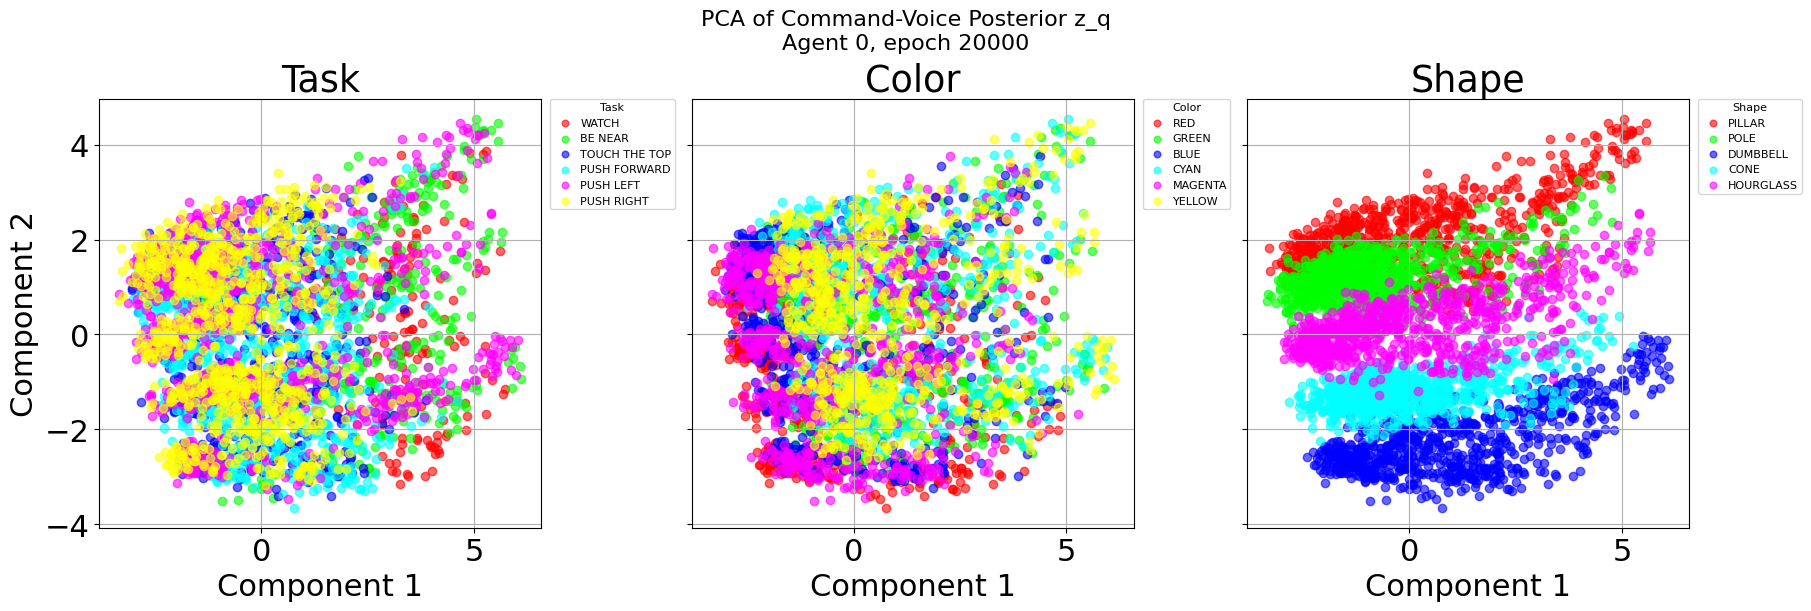 PCA of Command-Voice Posterior z_q
Agent 0, epoch 20000
Task
Color
Shape
Task
WATCH
BE NEAR
TOUCH THE TOP
PUSH FORWARD
PUSH LEFT
PUSH RIGHT
Color
RED
GREEN
BLUE
CYAN
MAGENTA
YELLOW
Shape
PILLAR
POLE
DUMBBELL
CONE
HOURGLASS
Component 2
4
2
0
−2
−4
0 5
0 5
0 5
Component 1
Component 1
Component 1